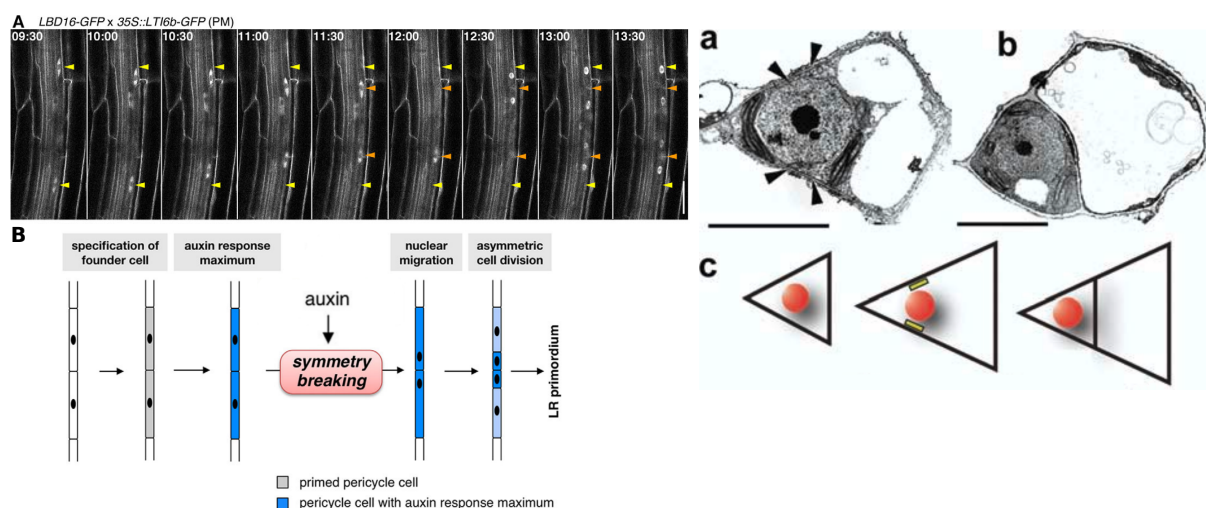 A LBD16-GFP x 35S::LTI6b-GFP (PM)
09:30 10:00 10:30 11:00 11:30 12:00 12:30 13:00 13:30
B
specification of
founder cell
auxin response
maximum
auxin
symmetry
breaking
nuclear
migration
asymmetric
cell division
LR primordium
primed pericycle cell
pericycle cell with auxin response maximum
a
b
c